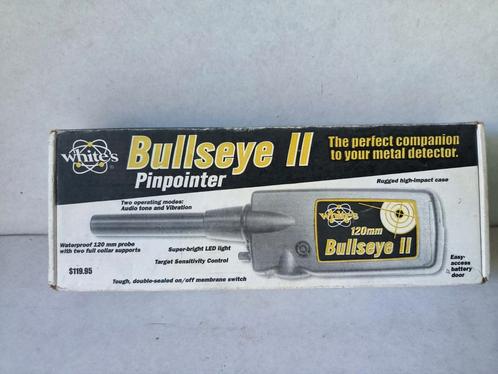 White's
Bullseye II
Pinpointer
The perfect companion
to your metal detector.
Rugged high-impact case
Two operating modes:
Audio tone and Vibration
White's
120mm
Bullseye II
Waterproof 120 mm probe
with two full collar supports
Super-bright LED light
Target Sensitivity Control
$119.95
Tough, double-sealed on/off membrane switch
Easy-
access
battery
door